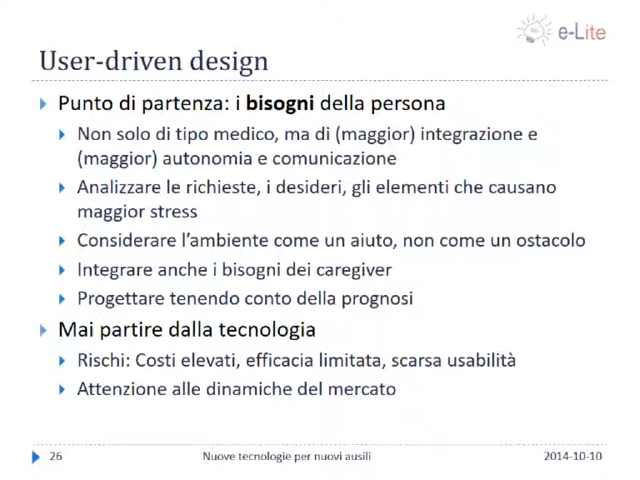 e-Lite
User-driven design
Punto di partenza: i bisogni della persona
Non solo di tipo medico, ma di (maggior) integrazione e
(maggior) autonomia e comunicazione
Analizzare le richieste, i desideri, gli elementi che causano
maggior stress
Considerare l'ambiente come un aiuto, non come un ostacolo
Integrare anche i bisogni dei caregiver
Progettare tenendo conto della prognosi
Mai partire dalla tecnologia
Rischi: Costi elevati, efficacia limitata, scarsa usabilità
Attenzione alle dinamiche del mercato
26 Nuove tecnologie per nuovi ausili 2014-10-10